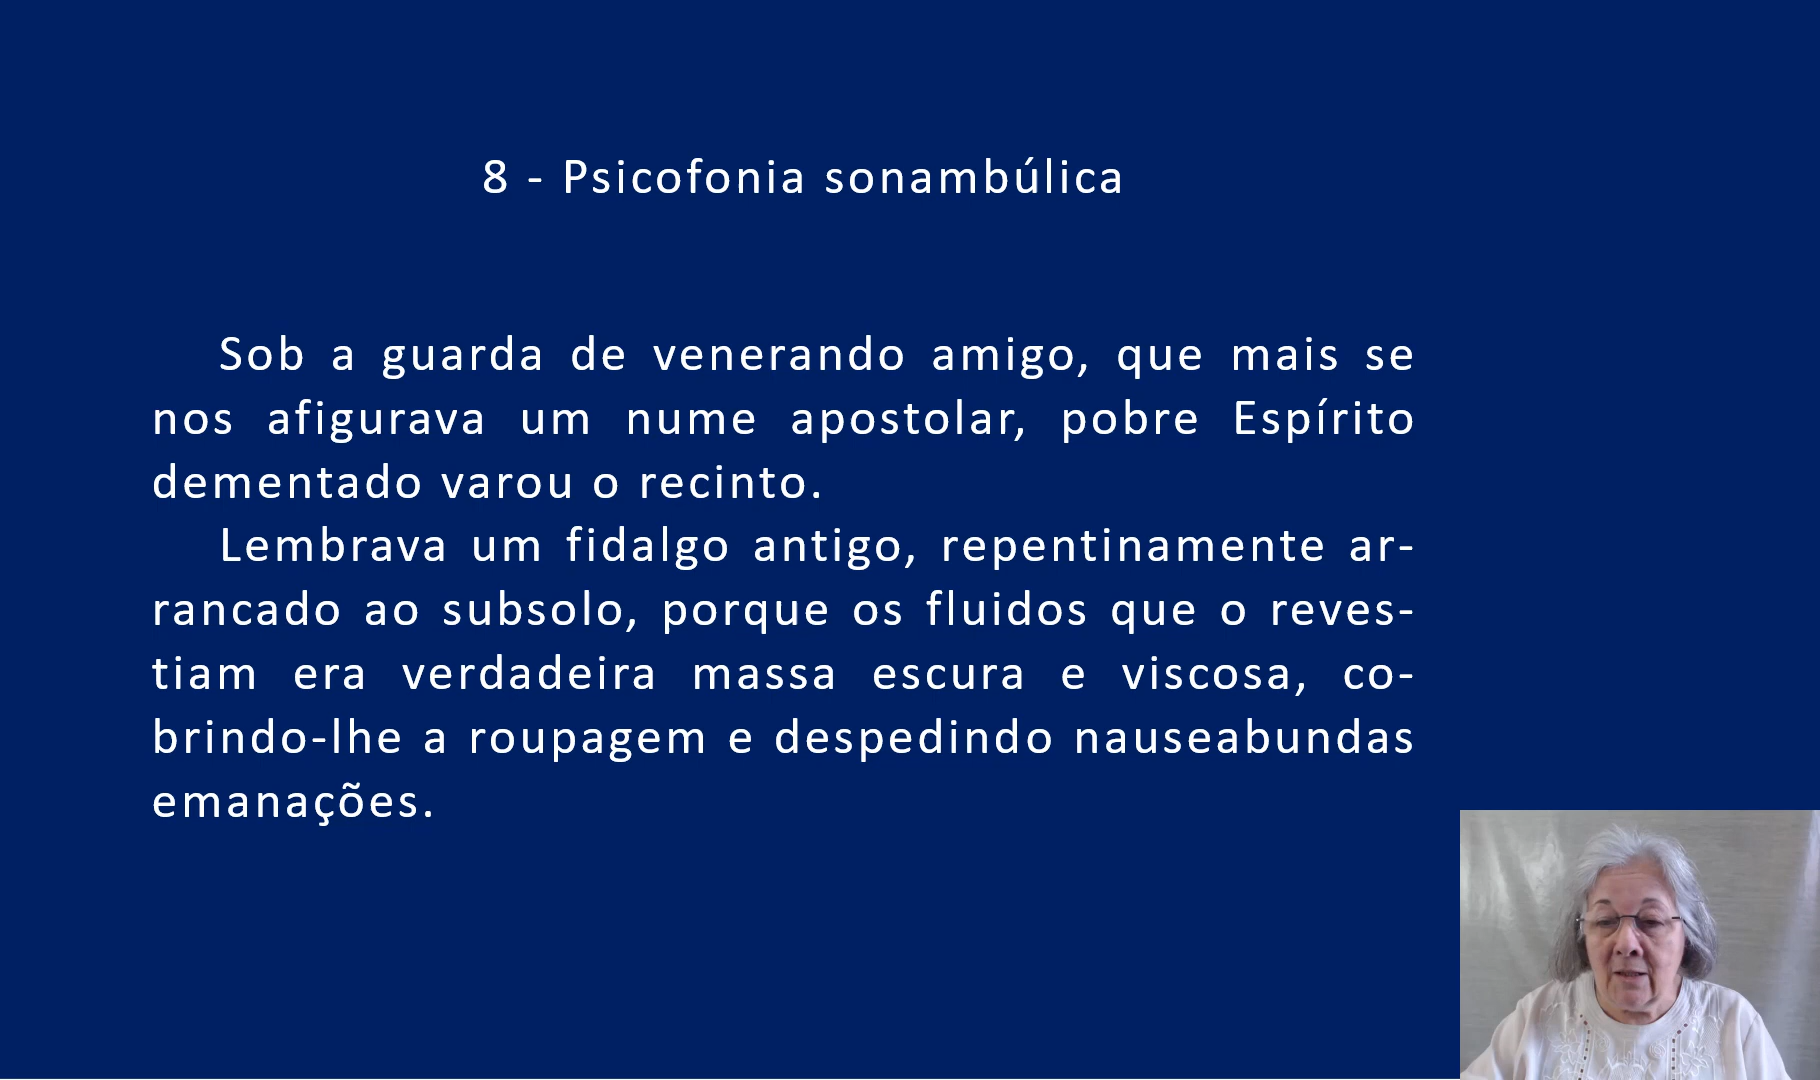 8 - Psicofonia sonambúlica
Sob a guarda de venerando amigo, que mais se
nos afigurava um nume apostolar, pobre Espírito
dementado varou o recinto.
Lembrava um fidalgo antigo, repentinamente ar-
rancado ao subsolo, porque os fluidos que o reves-
tiam era verdadeira massa escura e viscosa, co-
brindo-lhe a roupagem e despedindo nauseabundas
emanações.